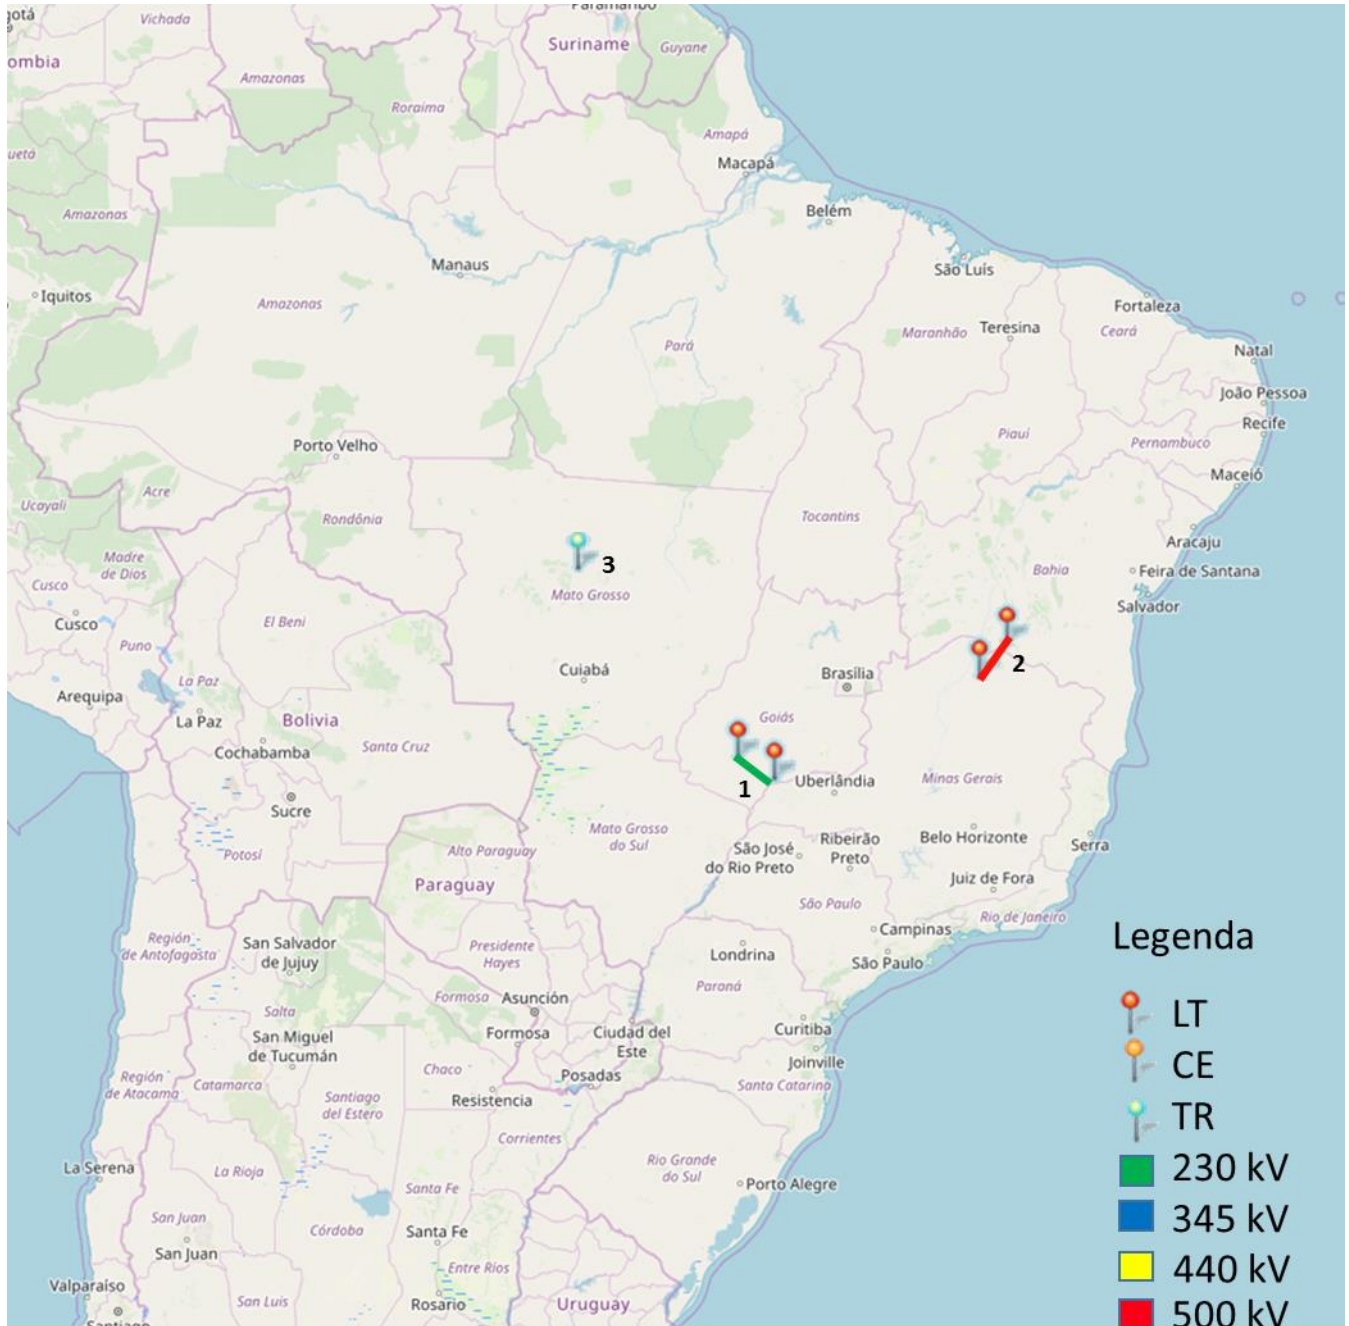 gotá
Vichada
Paramaribo
ombia
Suriname
Guyane
Amazonas
Roraima
Amapá
uetá
Macapá
Amazonas
Belém
Manaus
São Luís
Iquitos
Amazonas
Fortaleza
Maranhão
Teresina
Ceará
Pará
Natal
João Pessoa
Recife
Piauí
Pernambuco
Porto Velho
Maceió
Acre
Ucayali
Rondônia
Tocantins
Aracaju
Madre
de Dios
3
Bahia
Feira de Santana
Cusco
Mato Grosso
Salvador
Cusco
El Beni
Puno
2
Cuiabá
Brasília
La Paz
Arequipa
La Paz
Bolivia
Goiás
Santa Cruz
Cochabamba
Uberlândia
Minas Gerais
1
Sucre
Mato Grosso
do Sul
Potosí
Alto Paraguay
São José
do Rio Preto
Ribeirão
Preto
Belo Horizonte
Serra
Paraguay
Juiz de Fora
São Paulo
Rio de Janeiro
Región
de Antofagasta
San Salvador
de Jujuy
Presidente
Hayes
Londrina
Campinas
São Paulo
Legenda
Paraná
Salta
Formosa
Asunción
LT
San Miguel
de Tucumán
Formosa
Ciudad del
Este
Curitiba
CE
Joinville
Región
de Atacama
Catamarca
Chaco
Posadas
Santa Catarina
Santiago
del Estero
Resistencia
TR
Corrientes
La Serena
La Rioja
Rio Grande
do Sul
230 kV
Santa Fe
Porto Alegre
San Juan
Córdoba
Santa Fe
345 kV
San Juan
Entre Ríos
440 kV
Valparaíso
San Luis
Rosario
Uruguay
500 kV
Santiago